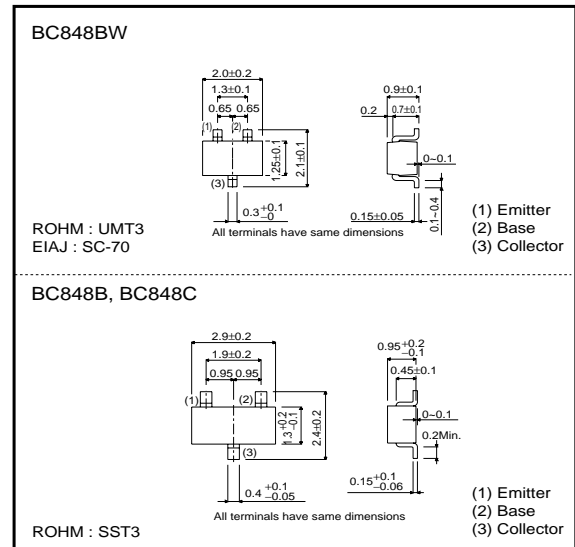 BC848BW
2.0±0.2
1.3±0.1
0.65 0.65
(1) (2)
(3)
1.25±0.1
2.1±0.1
0.3 +0.1 −0
All terminals have same dimensions
0.9±0.1
0.2 0.7±0.1
0~0.1
0.1~0.4
0.15±0.05
ROHM : UMT3
EIAJ : SC-70
(1) Emitter
(2) Base
(3) Collector
BC848B, BC848C
2.9±0.2
1.9±0.2
0.95 0.95
(1) (2)
(3)
1.3 +0.2 −0.1
2.4±0.2
0.4 +0.1 −0.05
All terminals have same dimensions
0.95 +0.2 −0.1
0.45±0.1
0~0.1
0.2Min.
0.15 +0.1 −0.06
ROHM : SST3
(1) Emitter
(2) Base
(3) Collector